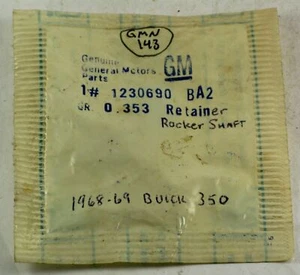 GMN
143
Genuine
General Motors
Parts
GM
1# 1230690 BA2
GR. 0.353 Retainer
Rocker SHAFT
1968-69 BUICK 350